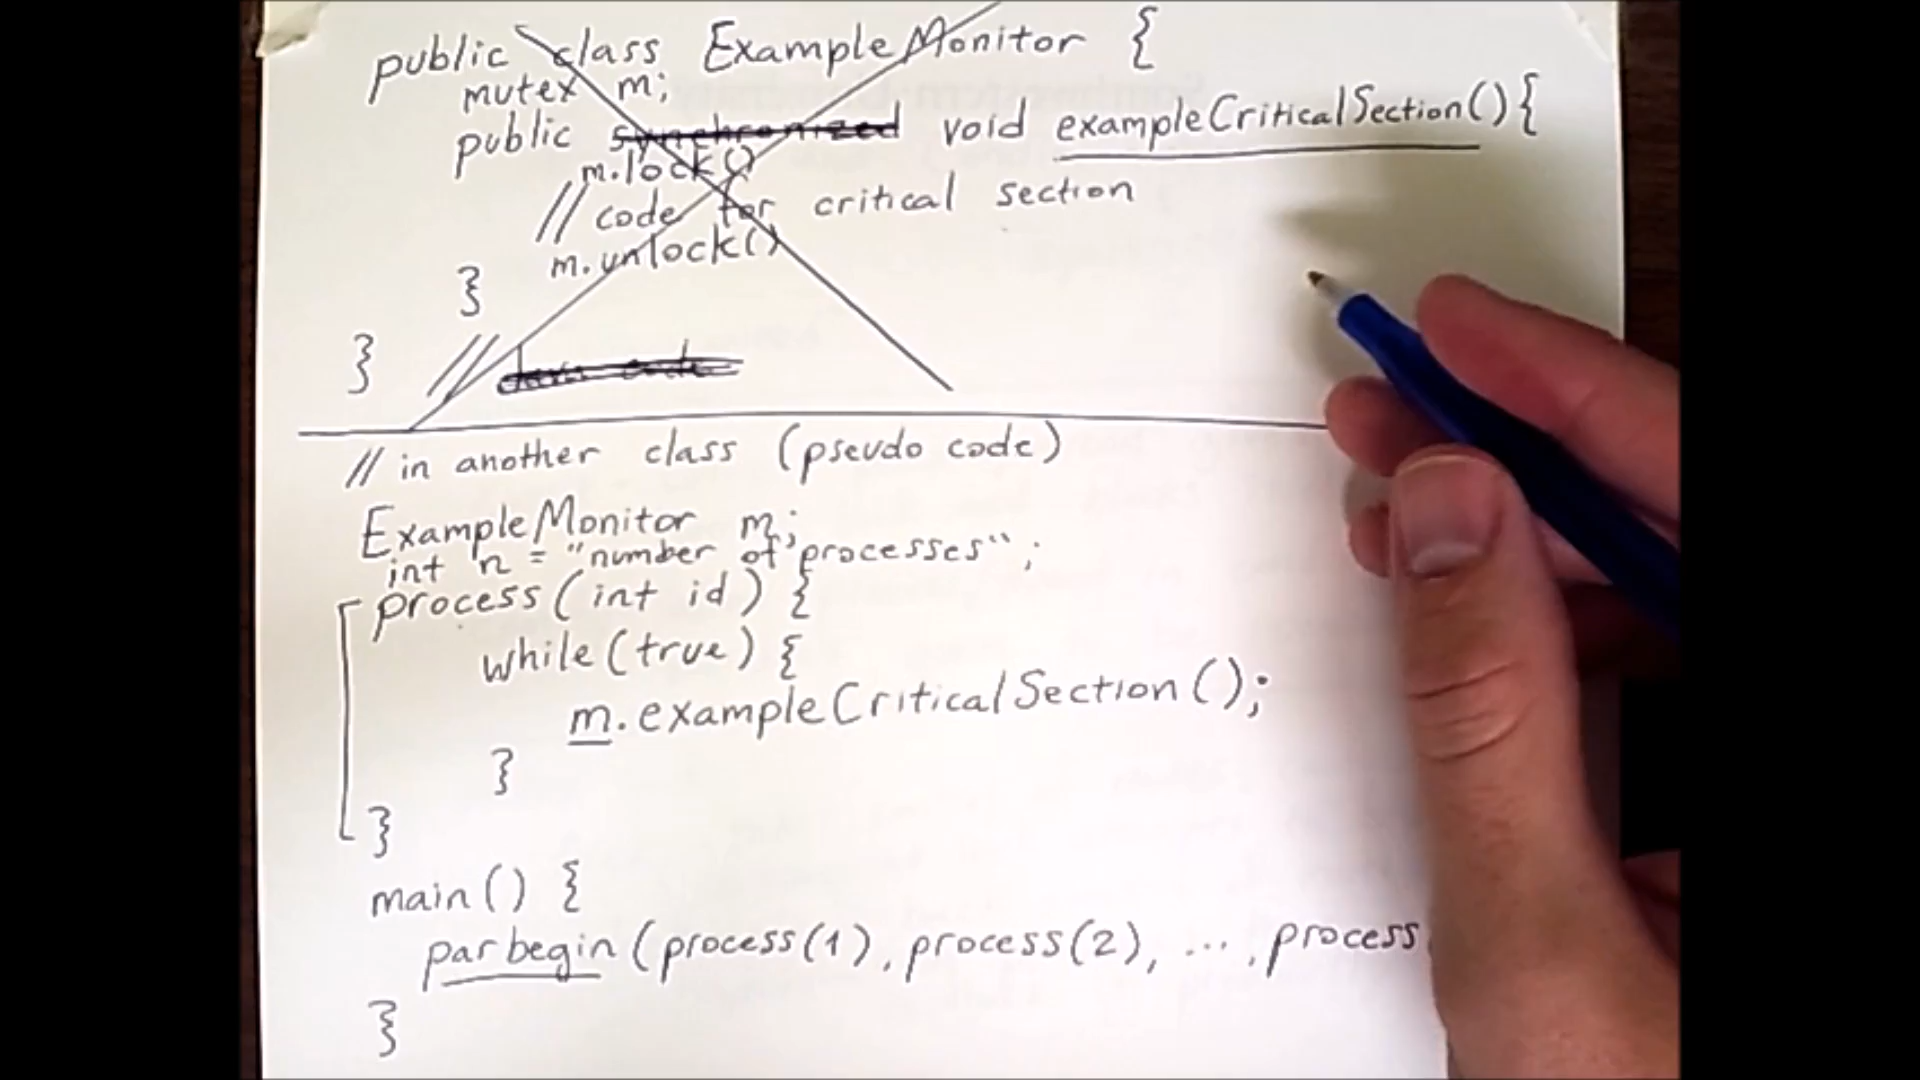 public class ExampleMonitor {
mutex m;
public synchronized void exampleCriticalSection(){
m.lock()
// code for critical section
m.unlock()
}
}
//
// in another class (pseudo code)
ExampleMonitor m;
int n = "number of processes";
process(int id) {
while(true) {
m.exampleCriticalSection();
}
}
main() {
parbegin (process(1), process(2), ... , process
}